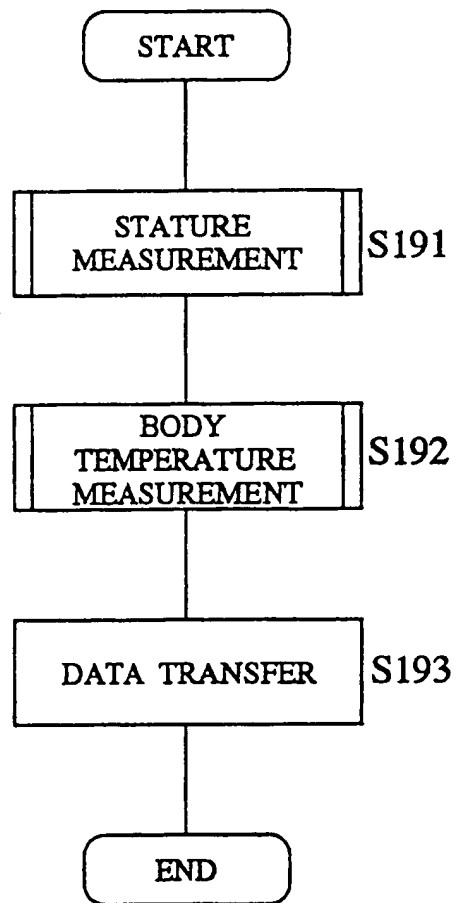 START
STATURE
MEASUREMENT
S191
BODY
TEMPERATURE
MEASUREMENT
S192
DATA TRANSFER
S193
END